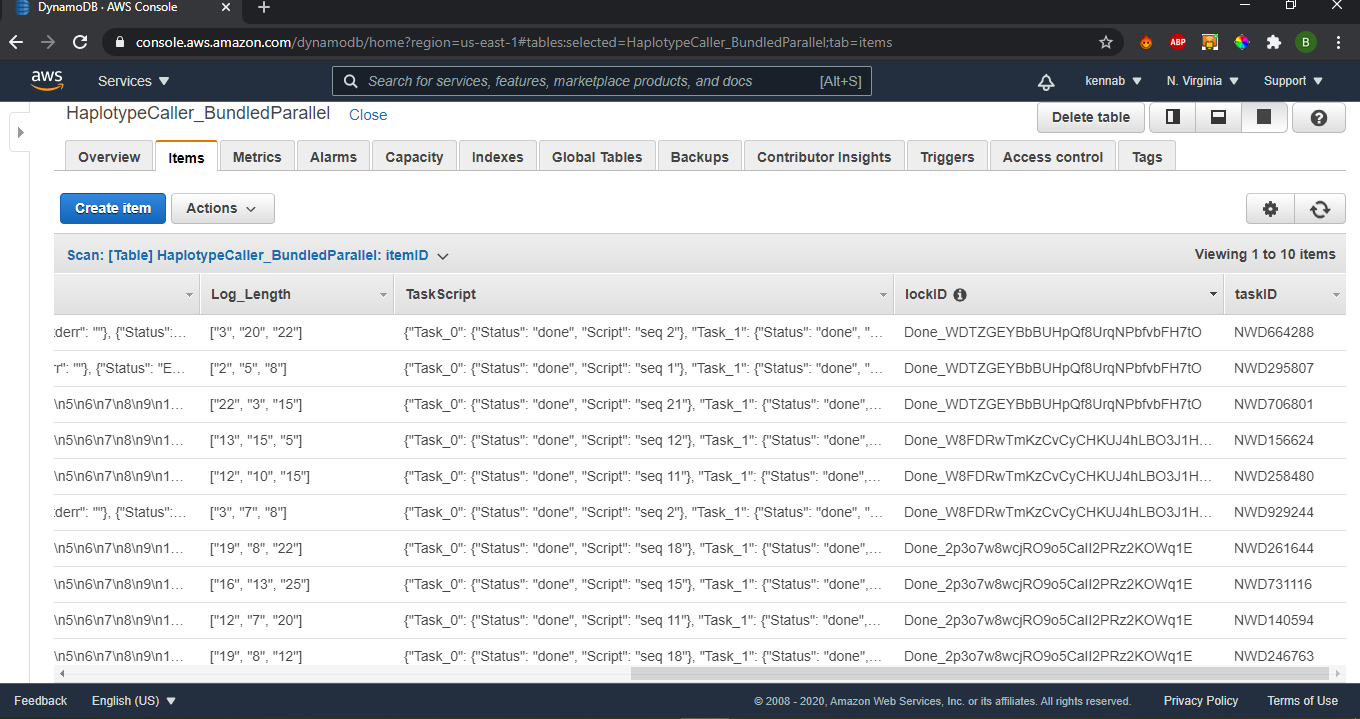 DynamoDB · AWS Console
console.aws.amazon.com/dynamodb/home?region=us-east-1#tables:selected=HaplotypeCaller_BundledParallel;tab=items
ABP
B
aws
Services
Search for services, features, marketplace products, and docs [Alt+S]
kennab
N. Virginia
Support
HaplotypeCaller_BundledParallel Close
Delete table
Overview Items Metrics Alarms Capacity Indexes Global Tables Backups Contributor Insights Triggers Access control Tags
Create item Actions
Scan: [Table] HaplotypeCaller_BundledParallel: itemID
Viewing 1 to 10 items
Log_Length TaskScript lockID taskID
:derr": ""}, {"Status":... ["3", "20", "22"] {"Task_0": {"Status": "done", "Script": "seq 2"}, "Task_1": {"Status": "done", "... Done_WDTZGEYBbBUHpQf8UrqNPbfvbFH7tO NWD664288
r": ""}, {"Status": "E... ["2", "5", "8"] {"Task_0": {"Status": "done", "Script": "seq 1"}, "Task_1": {"Status": "done", "... Done_WDTZGEYBbBUHpQf8UrqNPbfvbFH7tO NWD295807
\n5\n6\n7\n8\n9\n1... ["22", "3", "15"] {"Task_0": {"Status": "done", "Script": "seq 21"}, "Task_1": {"Status": "done",... Done_WDTZGEYBbBUHpQf8UrqNPbfvbFH7tO NWD706801
\n5\n6\n7\n8\n9\n1... ["13", "15", "5"] {"Task_0": {"Status": "done", "Script": "seq 12"}, "Task_1": {"Status": "done",... Done_W8FDRwTmKzCvCyCHKUJ4hLBO3J1H... NWD156624
\n5\n6\n7\n8\n9\n1... ["12", "10", "15"] {"Task_0": {"Status": "done", "Script": "seq 11"}, "Task_1": {"Status": "done",... Done_W8FDRwTmKzCvCyCHKUJ4hLBO3J1H... NWD258480
:derr": ""}, {"Status":... ["3", "7", "8"] {"Task_0": {"Status": "done", "Script": "seq 2"}, "Task_1": {"Status": "done", "... Done_W8FDRwTmKzCvCyCHKUJ4hLBO3J1H... NWD929244
\n5\n6\n7\n8\n9\n1... ["19", "8", "22"] {"Task_0": {"Status": "done", "Script": "seq 18"}, "Task_1": {"Status": "done",... Done_2p3o7w8wcjRO9o5CaII2PRz2KOWq1E NWD261644
\n5\n6\n7\n8\n9\n1... ["16", "13", "25"] {"Task_0": {"Status": "done", "Script": "seq 15"}, "Task_1": {"Status": "done",... Done_2p3o7w8wcjRO9o5CaII2PRz2KOWq1E NWD731116
\n5\n6\n7\n8\n9\n1... ["12", "7", "20"] {"Task_0": {"Status": "done", "Script": "seq 11"}, "Task_1": {"Status": "done",... Done_2p3o7w8wcjRO9o5CaII2PRz2KOWq1E NWD140594
\n5\n6\n7\n8\n9\n1... ["19", "8", "12"] {"Task_0": {"Status": "done", "Script": "seq 18"}, "Task_1": {"Status": "done",... Done_2p3o7w8wcjRO9o5CaII2PRz2KOWq1E NWD246763
Feedback English (US) © 2008 - 2020, Amazon Web Services, Inc. or its affiliates. All rights reserved. Privacy Policy Terms of Use